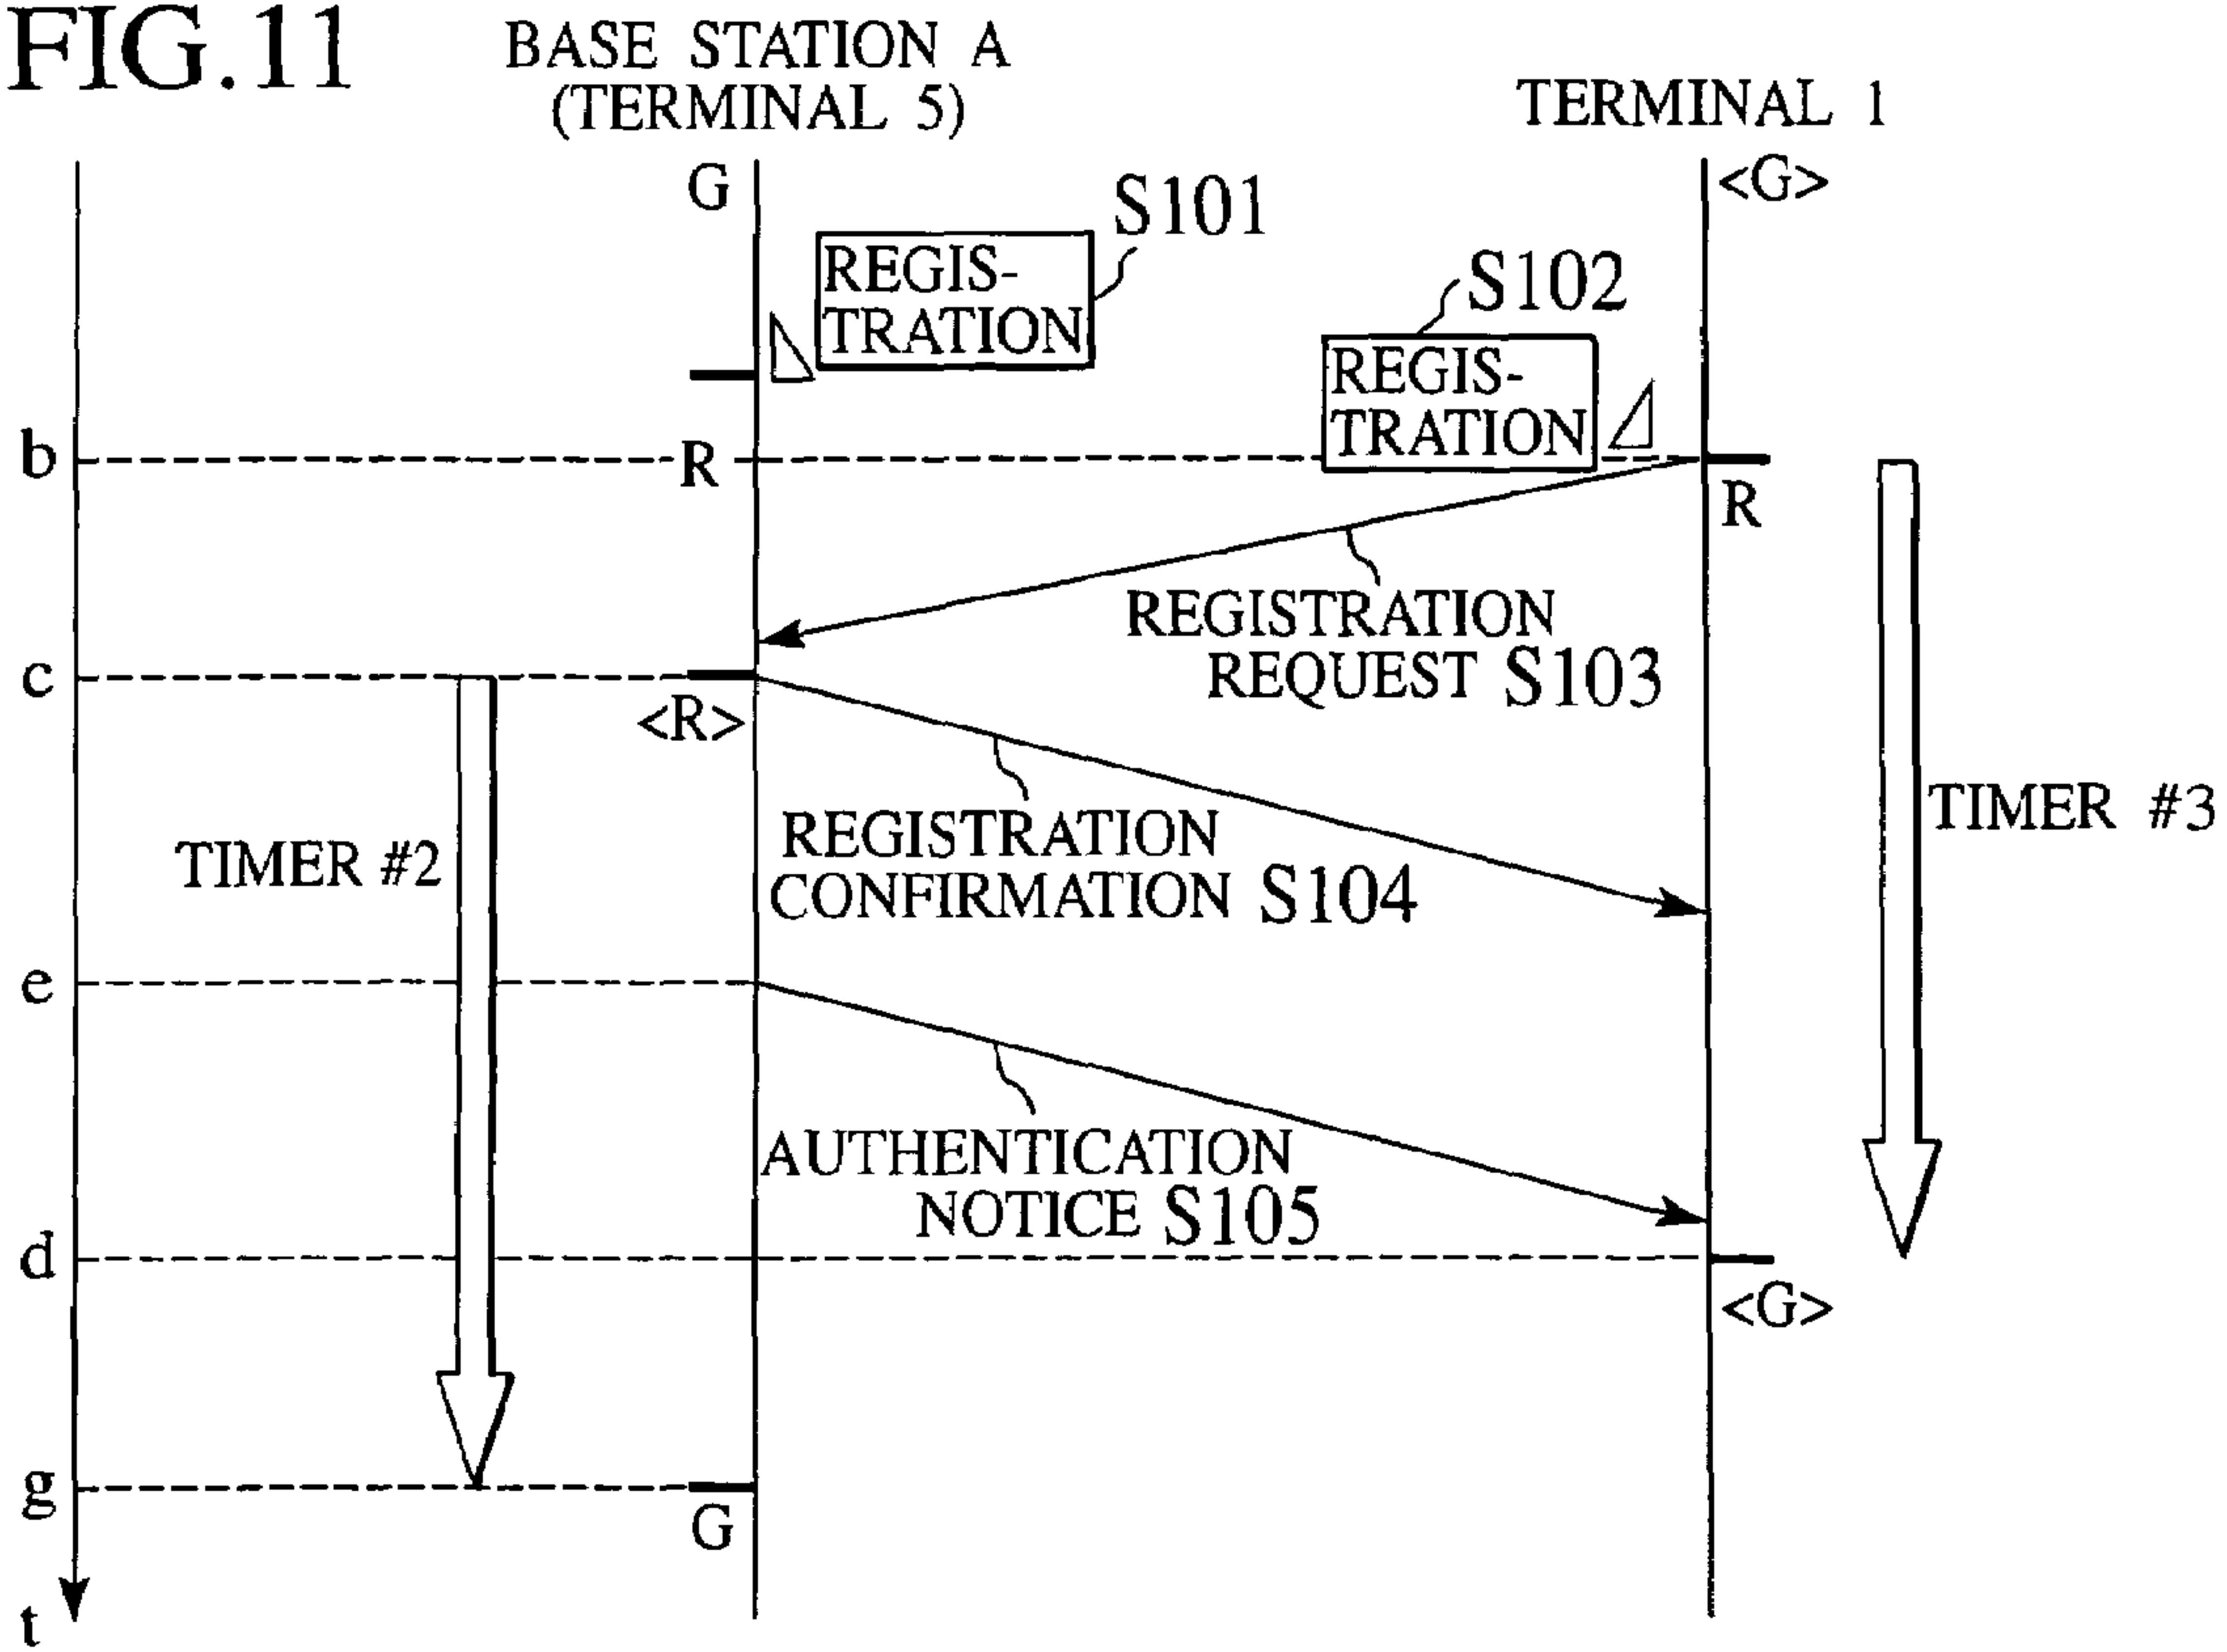 FIG.11
BASE STATION A
(TERMINAL 5)
TERMINAL 1
G
<G>
S101
REGIS-
TRATION
S102
REGIS-
TRATION
b
R
R
REGISTRATION
REQUEST S103
c
<R>
TIMER #3
TIMER #2
REGISTRATION
CONFIRMATION S104
e
AUTHENTICATION
NOTICE S105
d
<G>
g
G
t